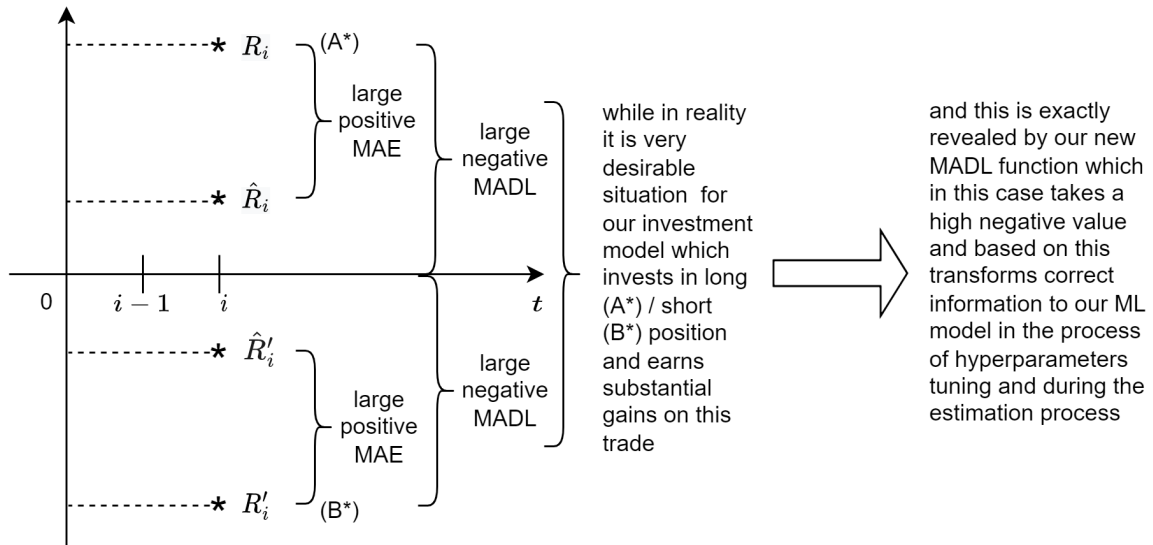 R_i
(A*)
large
positive
MAE
R̂_i
large
negative
MADL
0
i − 1
i
t
R̂′_i
large
positive
MAE
R′_i
(B*)
large
negative
MADL
while in reality
it is very
desirable
situation for
our investment
model which
invests in long
(A*) / short
(B*) position
and earns
substantial
gains on this
trade
and this is exactly
revealed by our new
MADL function which
in this case takes a
high negative value
and based on this
transforms correct
information to our ML
model in the process
of hyperparameters
tuning and during the
estimation process